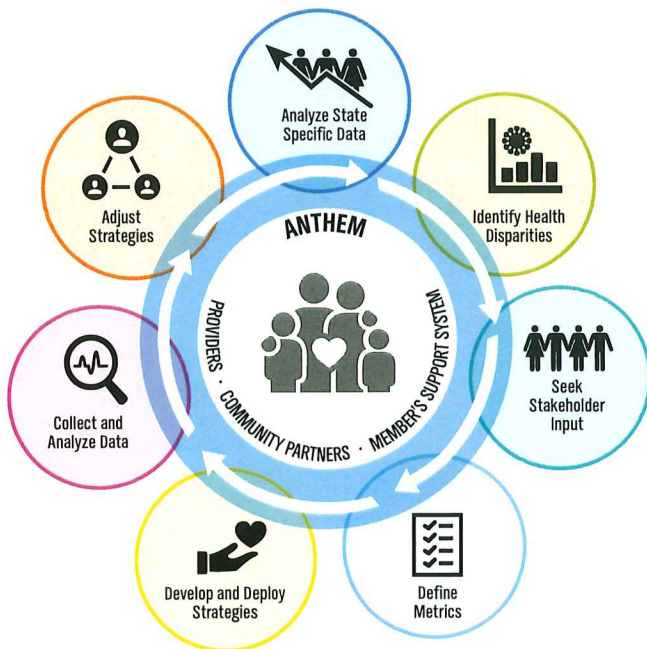 Analyze State
Specific Data
Identify Health
Disparities
Seek
Stakeholder
Input
Define
Metrics
Develop and Deploy
Strategies
Collect and
Analyze Data
Adjust
Strategies
ANTHEM
PROVIDERS · COMMUNITY PARTNERS · MEMBER'S SUPPORT SYSTEM